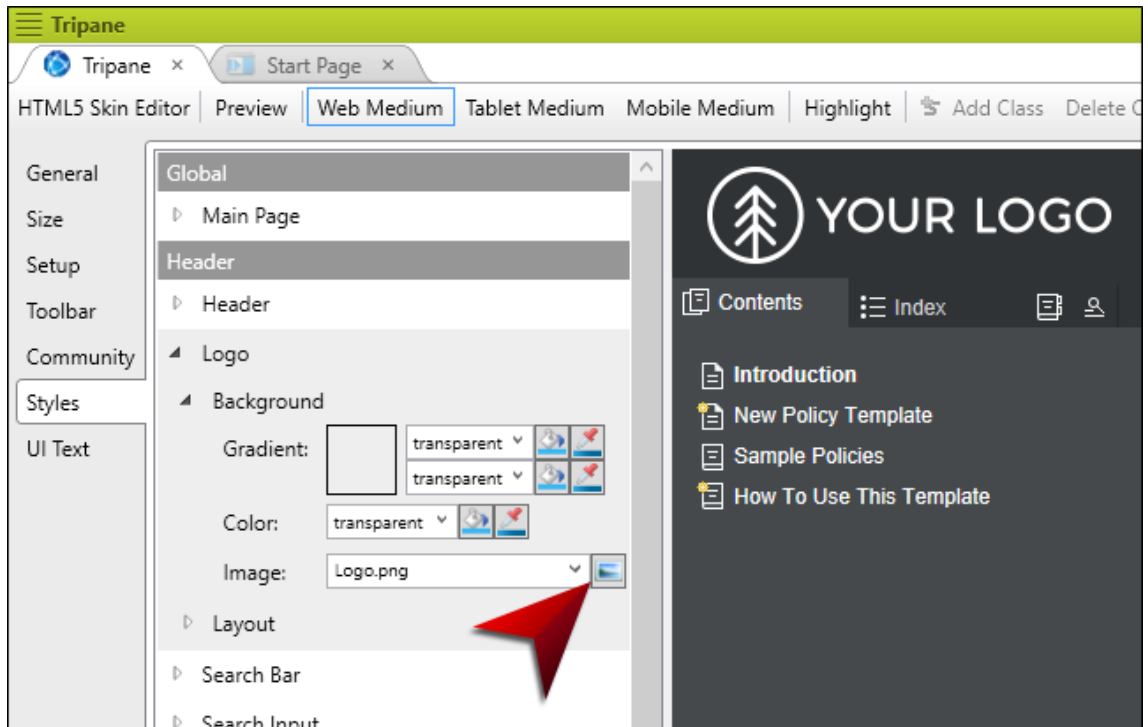 Tripane
Tripane × Start Page ×
HTML5 Skin Editor Preview Web Medium Tablet Medium Mobile Medium Highlight Add Class Delete
General
Size
Setup
Toolbar
Community
Styles
UI Text
Global
Main Page
Header
Header
Logo
Background
Gradient: transparent
transparent
Color: transparent
Image: Logo.png
Layout
Search Bar
Search Input
YOUR LOGO
Contents Index
Introduction
New Policy Template
Sample Policies
How To Use This Template